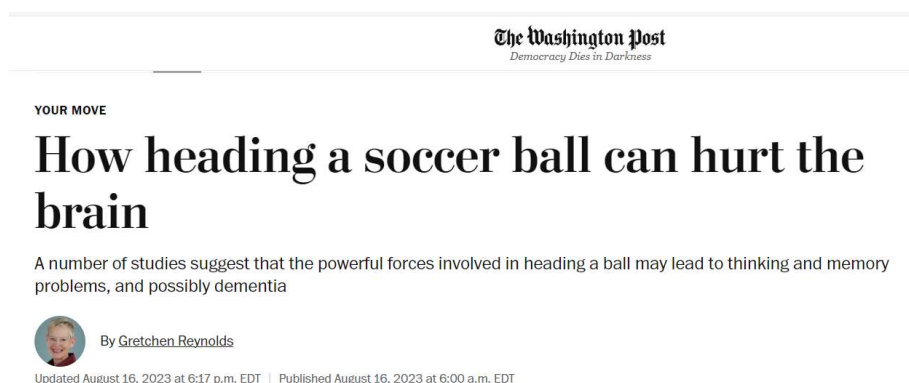 The Washington Post
Democracy Dies in Darkness
YOUR MOVE
How heading a soccer ball can hurt the
brain
A number of studies suggest that the powerful forces involved in heading a ball may lead to thinking and memory
problems, and possibly dementia
By Gretchen Reynolds
Updated August 16, 2023 at 6:17 p.m. EDT | Published August 16, 2023 at 6:00 a.m. EDT